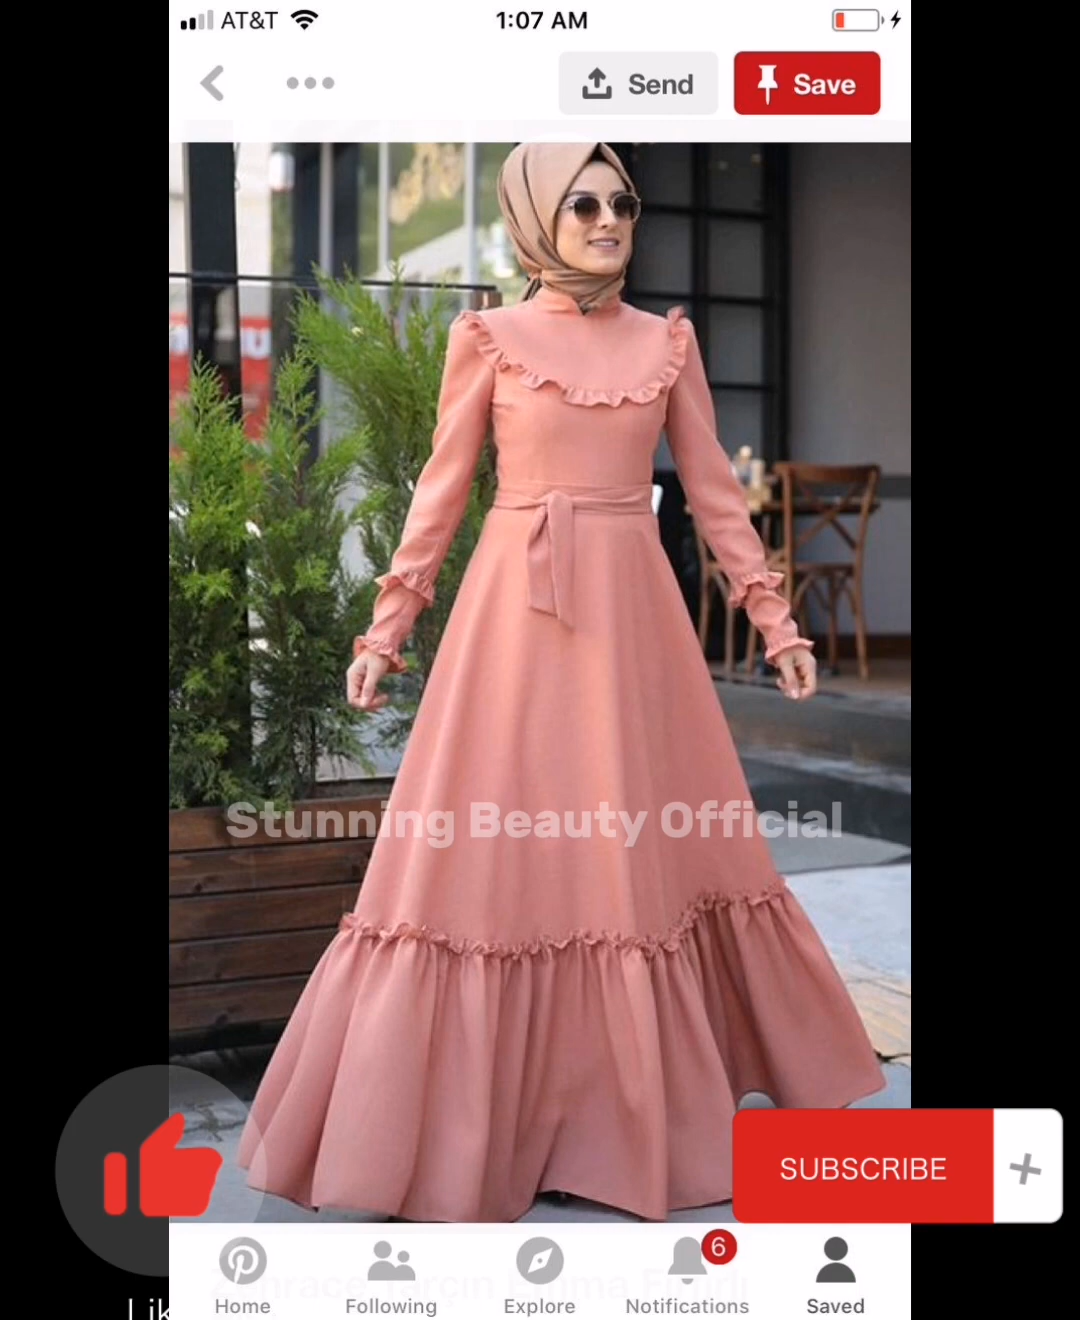 AT&T
1:07 AM
Send
Save
Stunning Beauty Official
SUBSCRIBE
6
Home
Following
Explore
Notifications
Saved